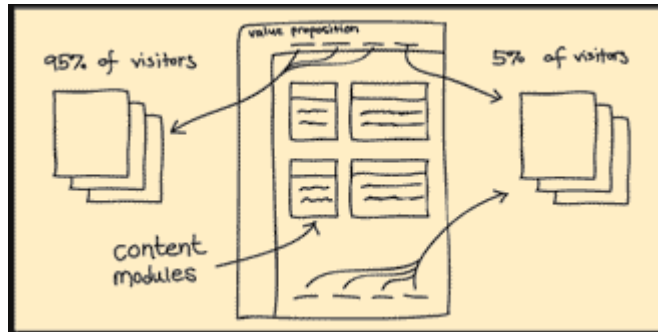 value proposition
95% of visitors
5% of visitors
content
modules